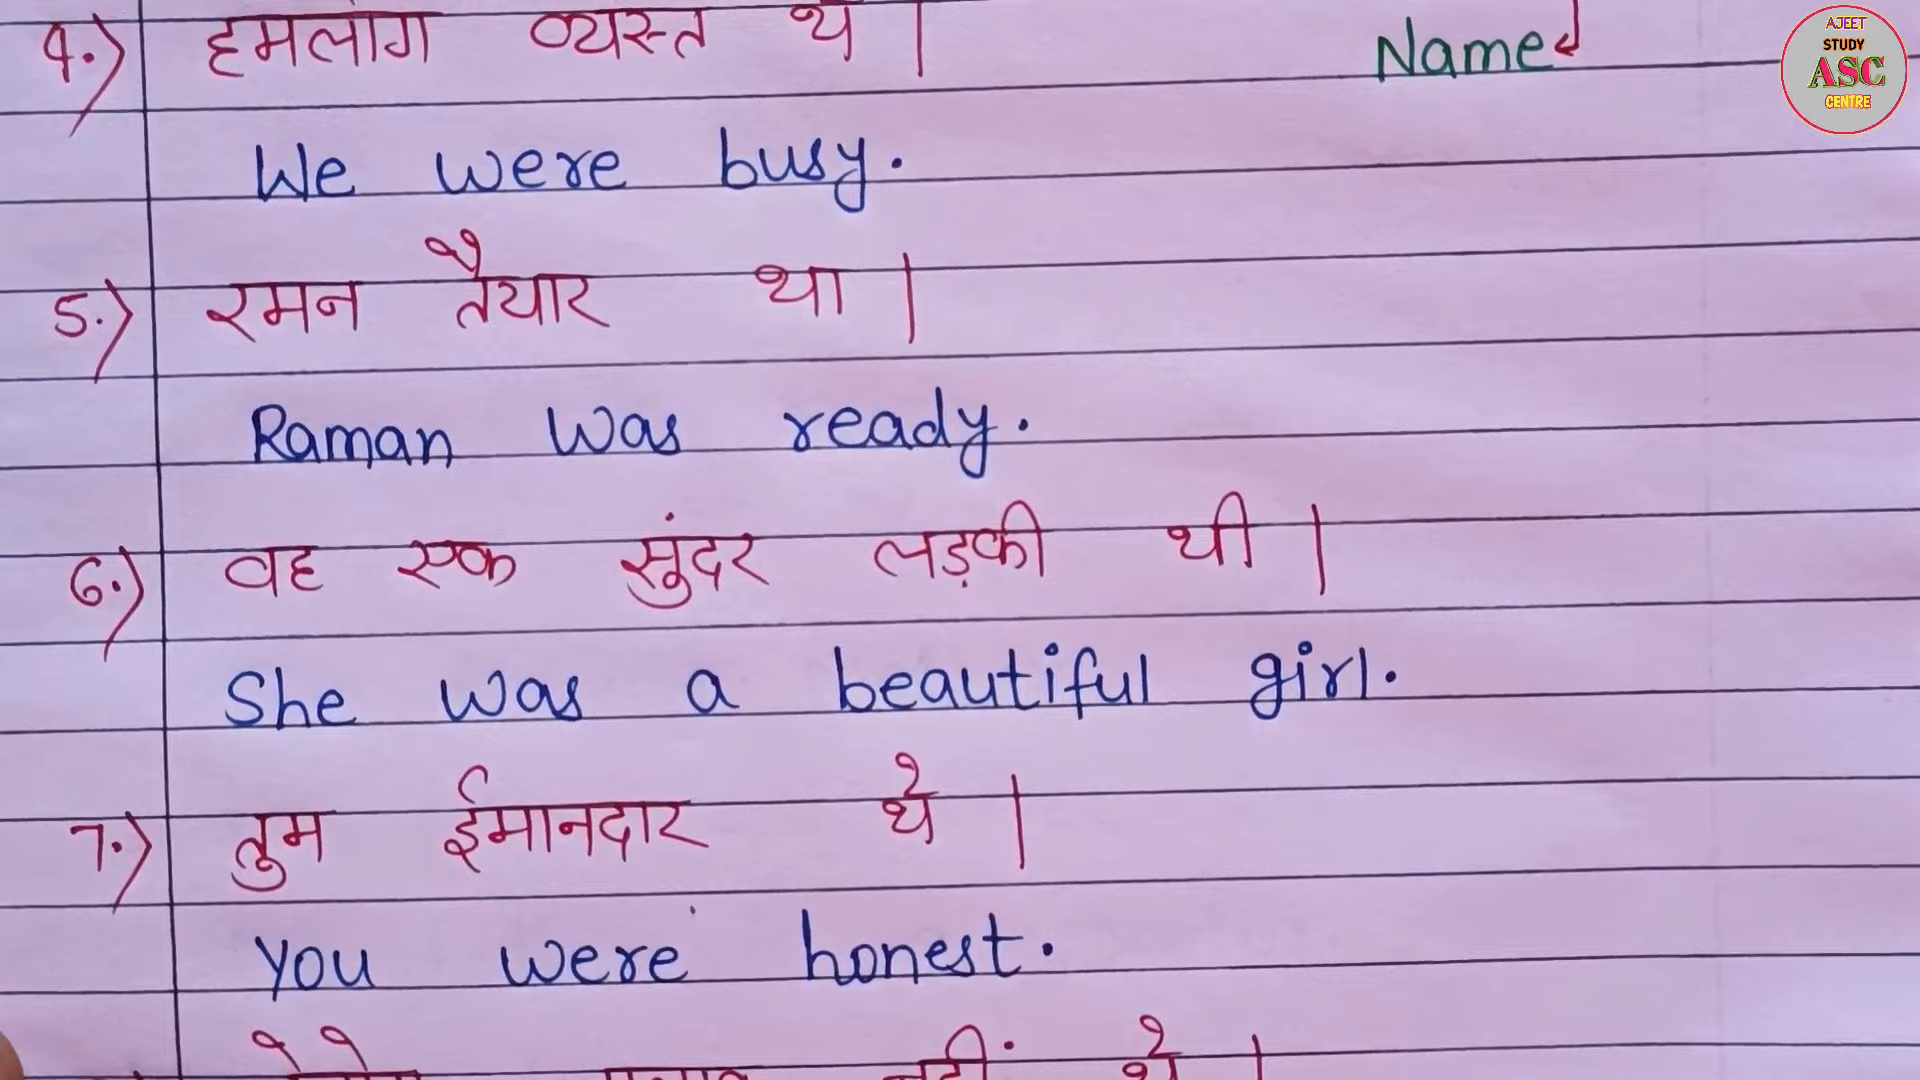 4.) हमलोग व्यस्त थे |
Name
AJEET
STUDY
ASC
CENTRE
We were busy.
5.) रमन तैयार था |
Raman was ready.
6.) वह एक सुंदर लड़की थी |
She was a beautiful girl.
7.) तुम ईमानदार थे |
You were honest.
नहीं थे |